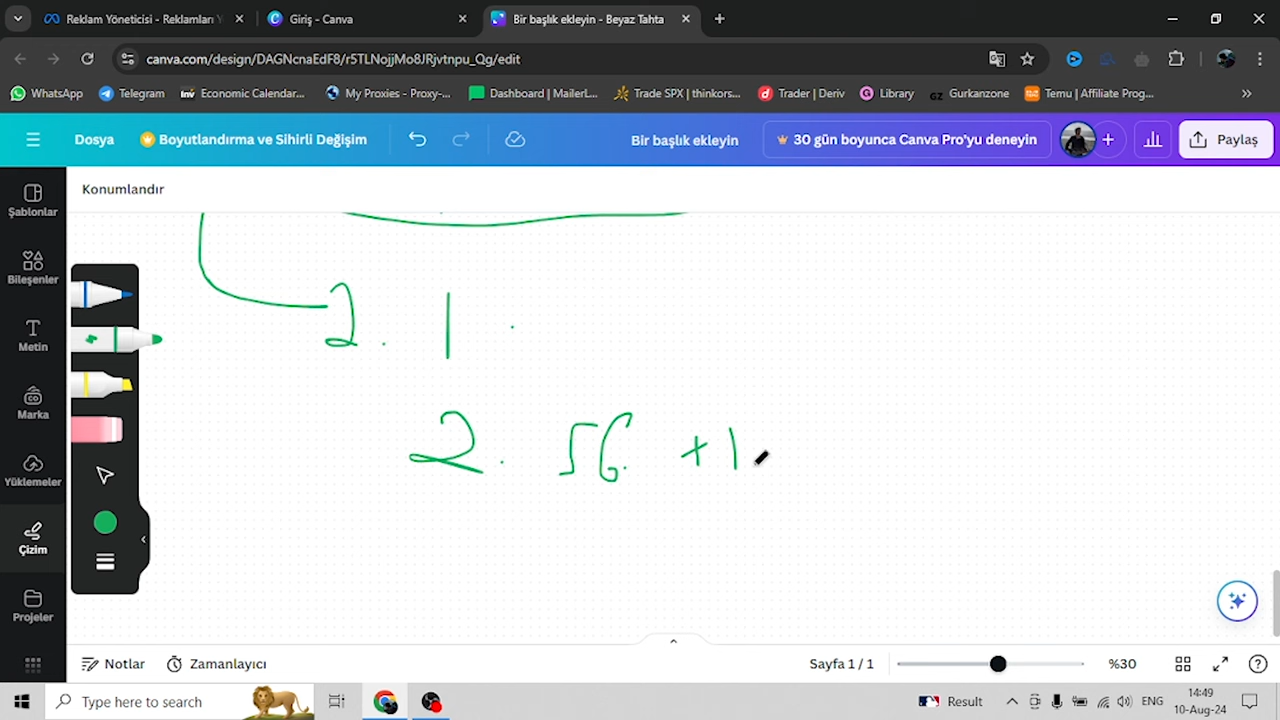 Reklam Yöneticisi - Reklamları Y
Giriş - Canva
Bir başlık ekleyin - Beyaz Tahta
canva.com/design/DAGNcnaEdF8/r5TLNojjMo8JRjvtnpu_Qg/edit
WhatsApp
Telegram
Economic Calendar...
My Proxies - Proxy-...
Dashboard | MailerL...
Trade SPX | thinkors...
Trader | Deriv
Library
Gurkanzone
Temu | Affiliate Prog...
Dosya
Boyutlandırma ve Sihirli Değişim
Bir başlık ekleyin
30 gün boyunca Canva Pro'yu deneyin
Paylaş
Konumlandır
Şablonlar
Bileşenler
Metin
Marka
Yüklemeler
Çizim
Projeler
2. 1 .
2. 56. +1
Notlar
Zamanlayıcı
Sayfa 1 / 1
%30
Type here to search
Result
ENG
14:49
10-Aug-24